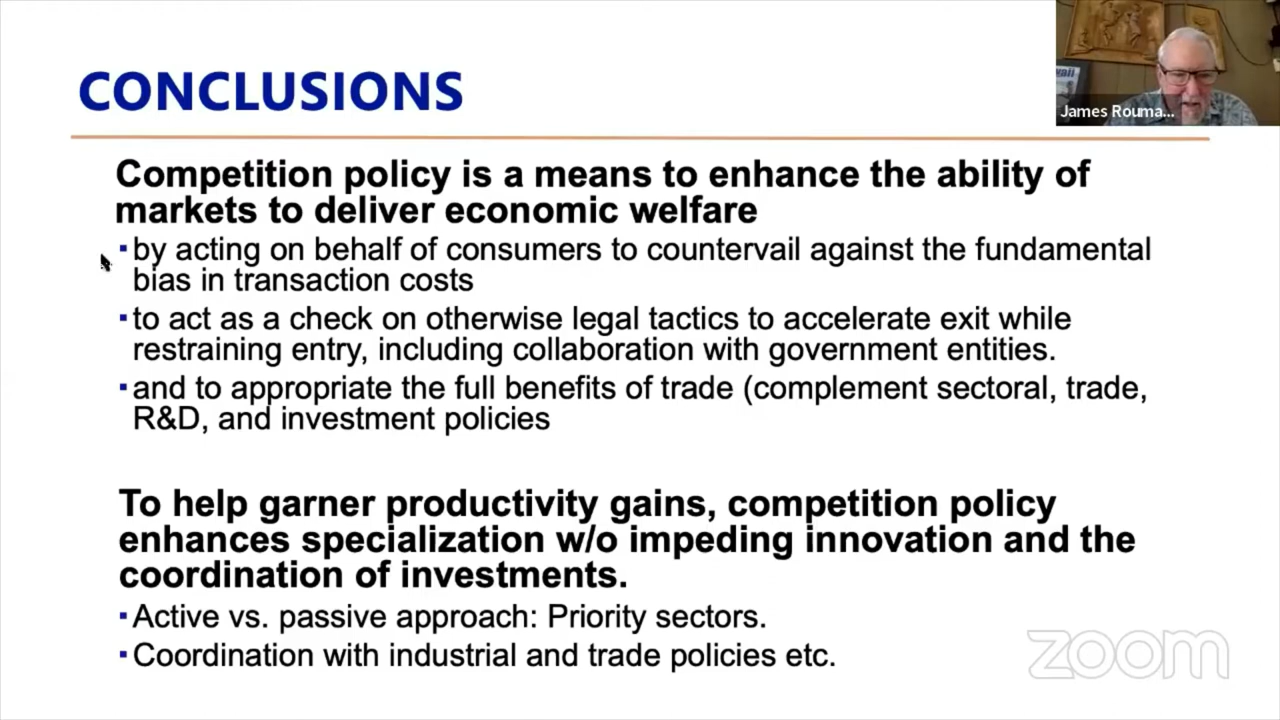 CONCLUSIONS
James Rouma...
Competition policy is a means to enhance the ability of
markets to deliver economic welfare
▪by acting on behalf of consumers to countervail against the fundamental
bias in transaction costs
▪to act as a check on otherwise legal tactics to accelerate exit while
restraining entry, including collaboration with government entities.
▪and to appropriate the full benefits of trade (complement sectoral, trade,
R&D, and investment policies
To help garner productivity gains, competition policy
enhances specialization w/o impeding innovation and the
coordination of investments.
▪Active vs. passive approach: Priority sectors.
▪Coordination with industrial and trade policies etc.
zoom